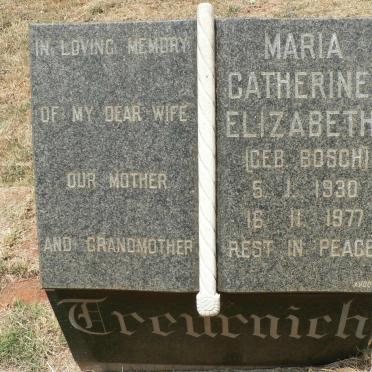 IN LOVING MEMORY
OF MY DEAR WIFE
OUR MOTHER
AND GRANDMOTHER
MARIA
CATHERINE
ELIZABETH
(GEB BOSCH)
5. 1. 1930
16. 11. 1977
REST IN PEACE
Treurnich